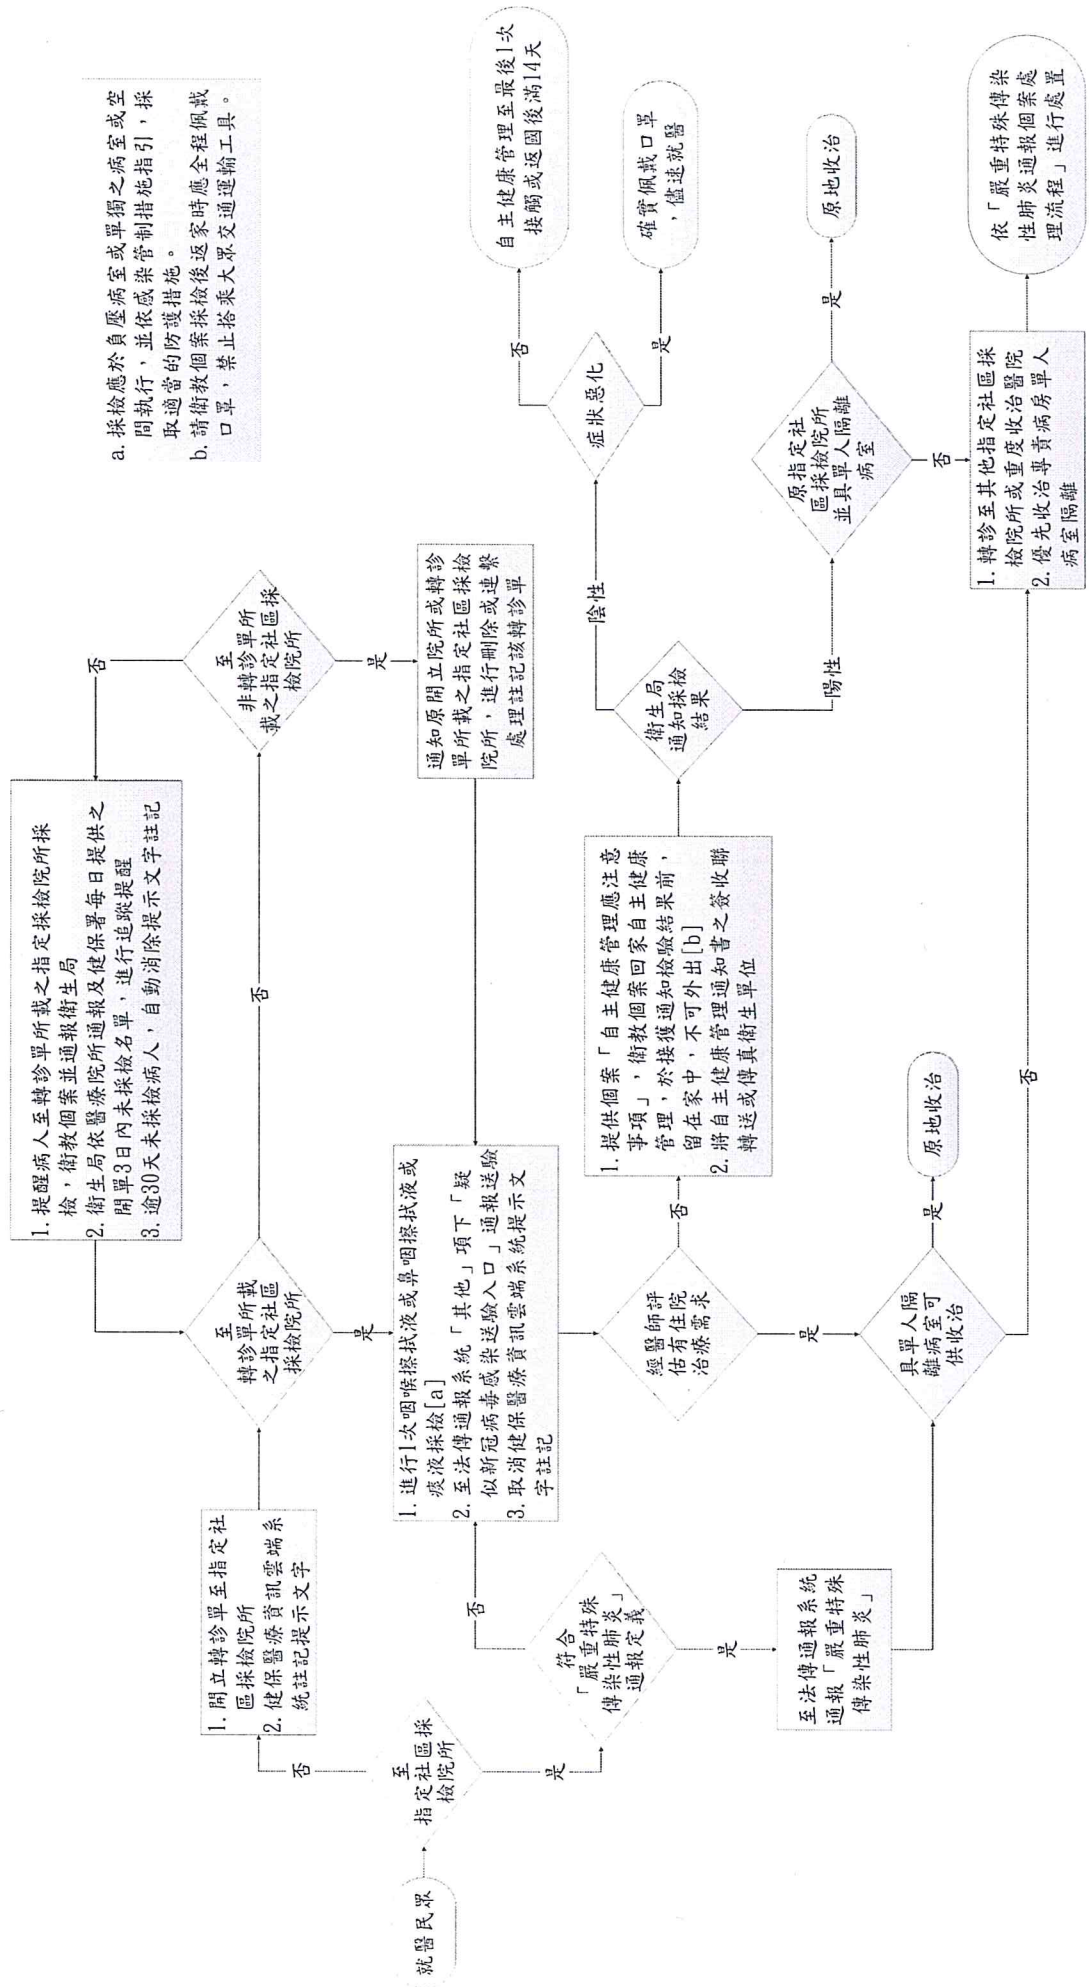 就醫民眾
至
指定社區採
檢院所
否
是
1. 開立轉診單至指定社
區採檢院所
2. 健保醫療資訊雲端系
統註記提示文字
符合
「嚴重特殊
傳染性肺炎」
通報定義
否
是
至法傳通報系統
通報「嚴重特殊
傳染性肺炎」
至
轉診單所載
之指定社區
採檢院所
否
是
1. 提醒病人至轉診單所載之指定採檢院所採
檢，衛教個案並通報衛生局
2. 衛生局依醫療院所通報及健保署每日提供之
開單3日內未採檢名單，進行追蹤提醒
3. 逾30天未採檢病人，自動消除提示文字註記
至
非轉診單所
載之指定社區採
檢院所
否
是
通知原開立院所或轉診
單所載之指定社區採檢
院所，進行刪除或連繫
處理註記該轉診單
1. 進行1次咽喉擦拭液或鼻咽擦拭液或
痰液採檢[a]
2. 至法傳通報系統「其他」項下「疑
似新冠病毒感染送驗入口」通報送驗
3. 取消健保醫療資訊雲端系統提示文
字註記
經醫師評
估有住院
治療需求
否
是
1. 提供個案「自主健康管理應注意
事項」，衛教個案回家自主健康
管理，於接獲通知檢驗結果前，
留在家中，不可外出[b]
2. 將自主健康管理通知書之簽收聯
轉送或傳真衛生單位
具單人隔
離病室可
供收治
是
否
原地收治
衛生局
通知採檢
結果
陰性
陽性
症狀惡化
否
是
自主健康管理至最後1次
接觸或返國後滿14天
確實佩戴口罩
，儘速就醫
原指定社
區採檢院所
並具單人隔離
病室
是
否
原地收治
1. 轉診至其他指定社區採
檢院所或重度收治醫院
2. 優先收治專責病房單人
病室隔離
依「嚴重特殊傳染
性肺炎通報個案處
理流程」進行處置
a. 採檢應於負壓病室或單獨之病室或空
間執行，並依感染管制措施指引，採
取適當的防護措施。
b. 請衛教個案採檢後返家時應全程佩戴
口罩，禁止搭乘大眾交通運輸工具。